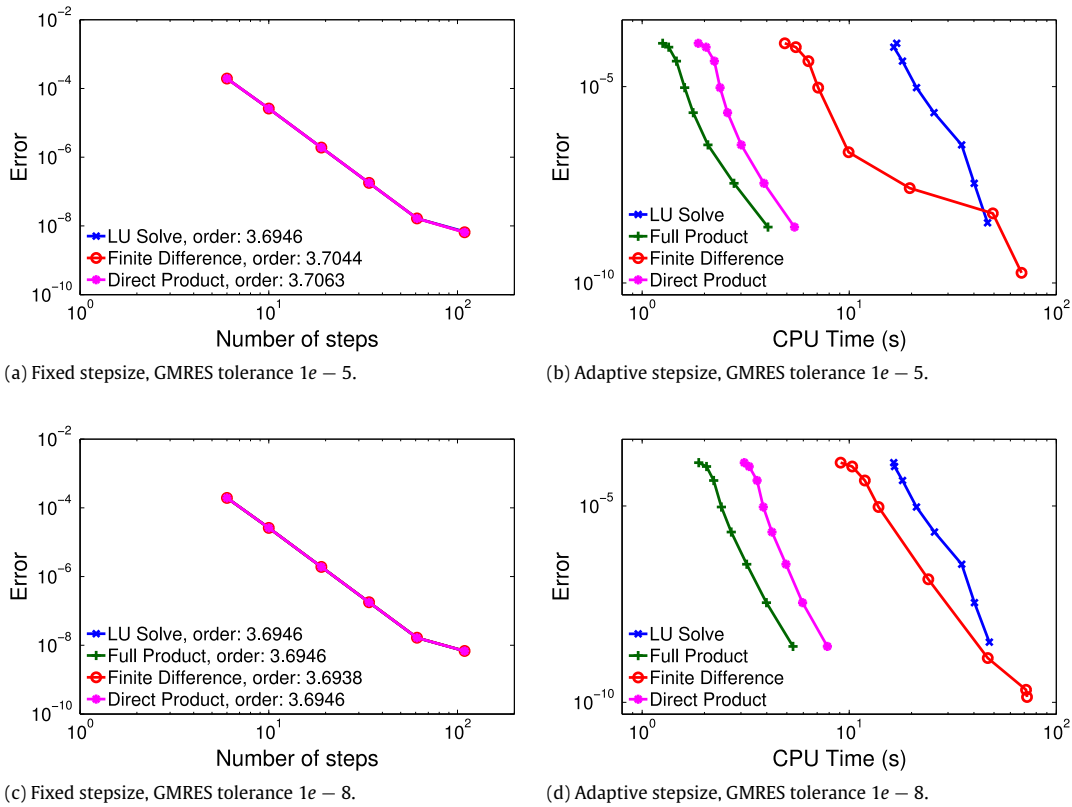 10^-2
10^-4
10^-6
10^-8
10^-10
Error
LU Solve, order: 3.6946
Finite Difference, order: 3.7044
Direct Product, order: 3.7063
10^0
10^1
10^2
Number of steps
(a) Fixed stepsize, GMRES tolerance 1e − 5.
10^-5
10^-10
Error
LU Solve
Full Product
Finite Difference
Direct Product
10^0
10^1
10^2
CPU Time (s)
(b) Adaptive stepsize, GMRES tolerance 1e − 5.
10^-2
10^-4
10^-6
10^-8
10^-10
Error
LU Solve, order: 3.6946
Full Product, order: 3.6946
Finite Difference, order: 3.6938
Direct Product, order: 3.6946
10^0
10^1
10^2
Number of steps
(c) Fixed stepsize, GMRES tolerance 1e − 8.
10^-5
10^-10
Error
LU Solve
Full Product
Finite Difference
Direct Product
10^0
10^1
10^2
CPU Time (s)
(d) Adaptive stepsize, GMRES tolerance 1e − 8.